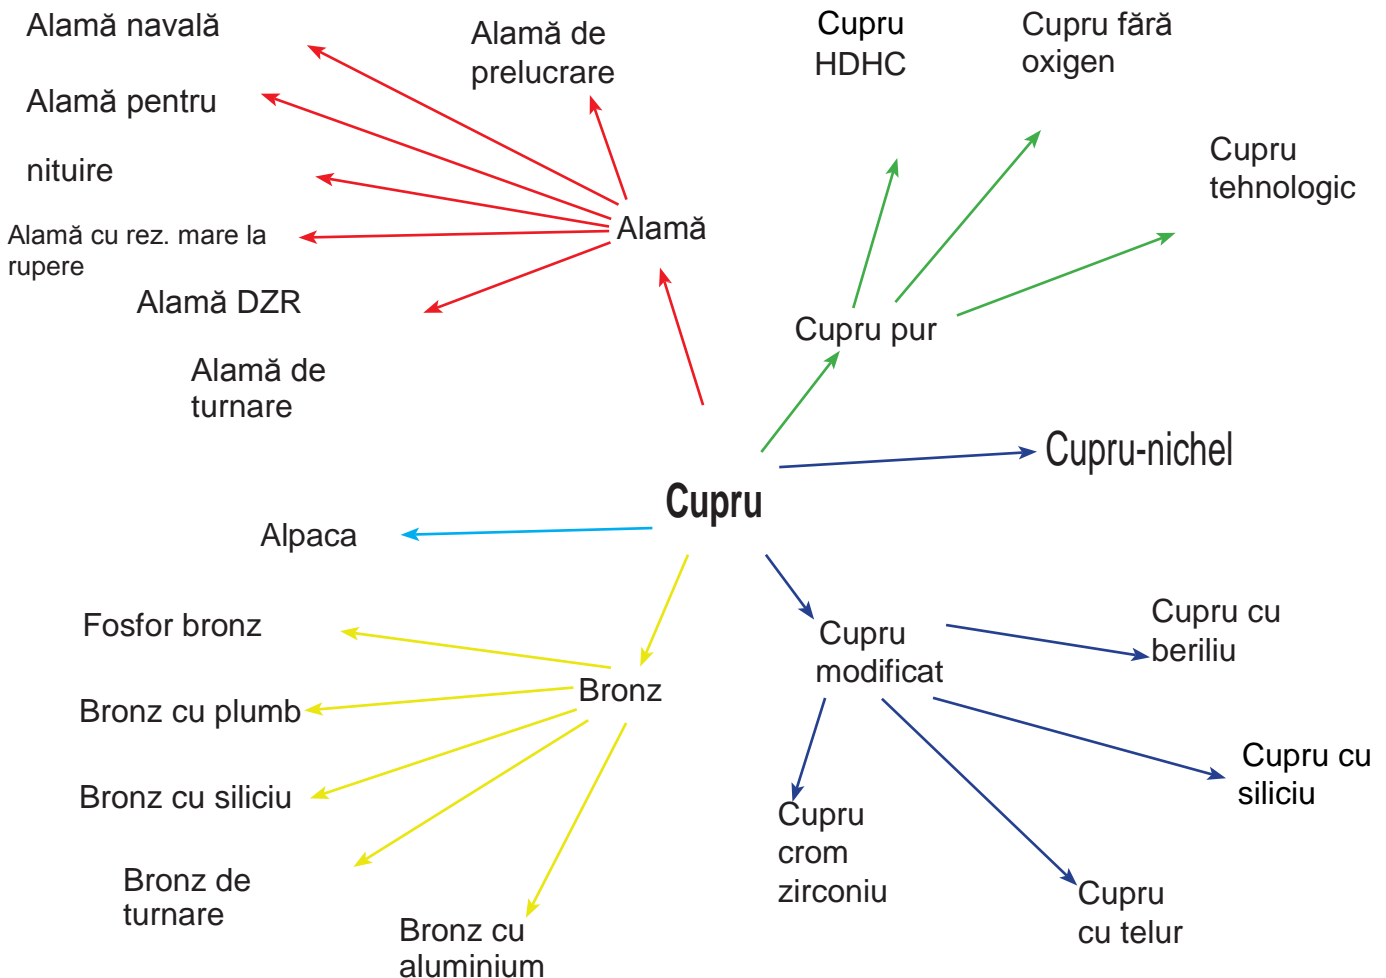 Alamă navală
Alamă de
prelucrare
Cupru
HDHC
Cupru fără
oxigen
Alamă pentru
nituire
Cupru
tehnologic
Alamă cu rez. mare la
rupere
Alamă
Alamă DZR
Cupru pur
Alamă de
turnare
Cupru-nichel
Cupru
Alpaca
Fosfor bronz
Cupru
modificat
Cupru cu
beriliu
Bronz
Bronz cu plumb
Cupru cu
siliciu
Bronz cu siliciu
Cupru
crom
zirconiu
Bronz de
turnare
Cupru
cu telur
Bronz cu
aluminium